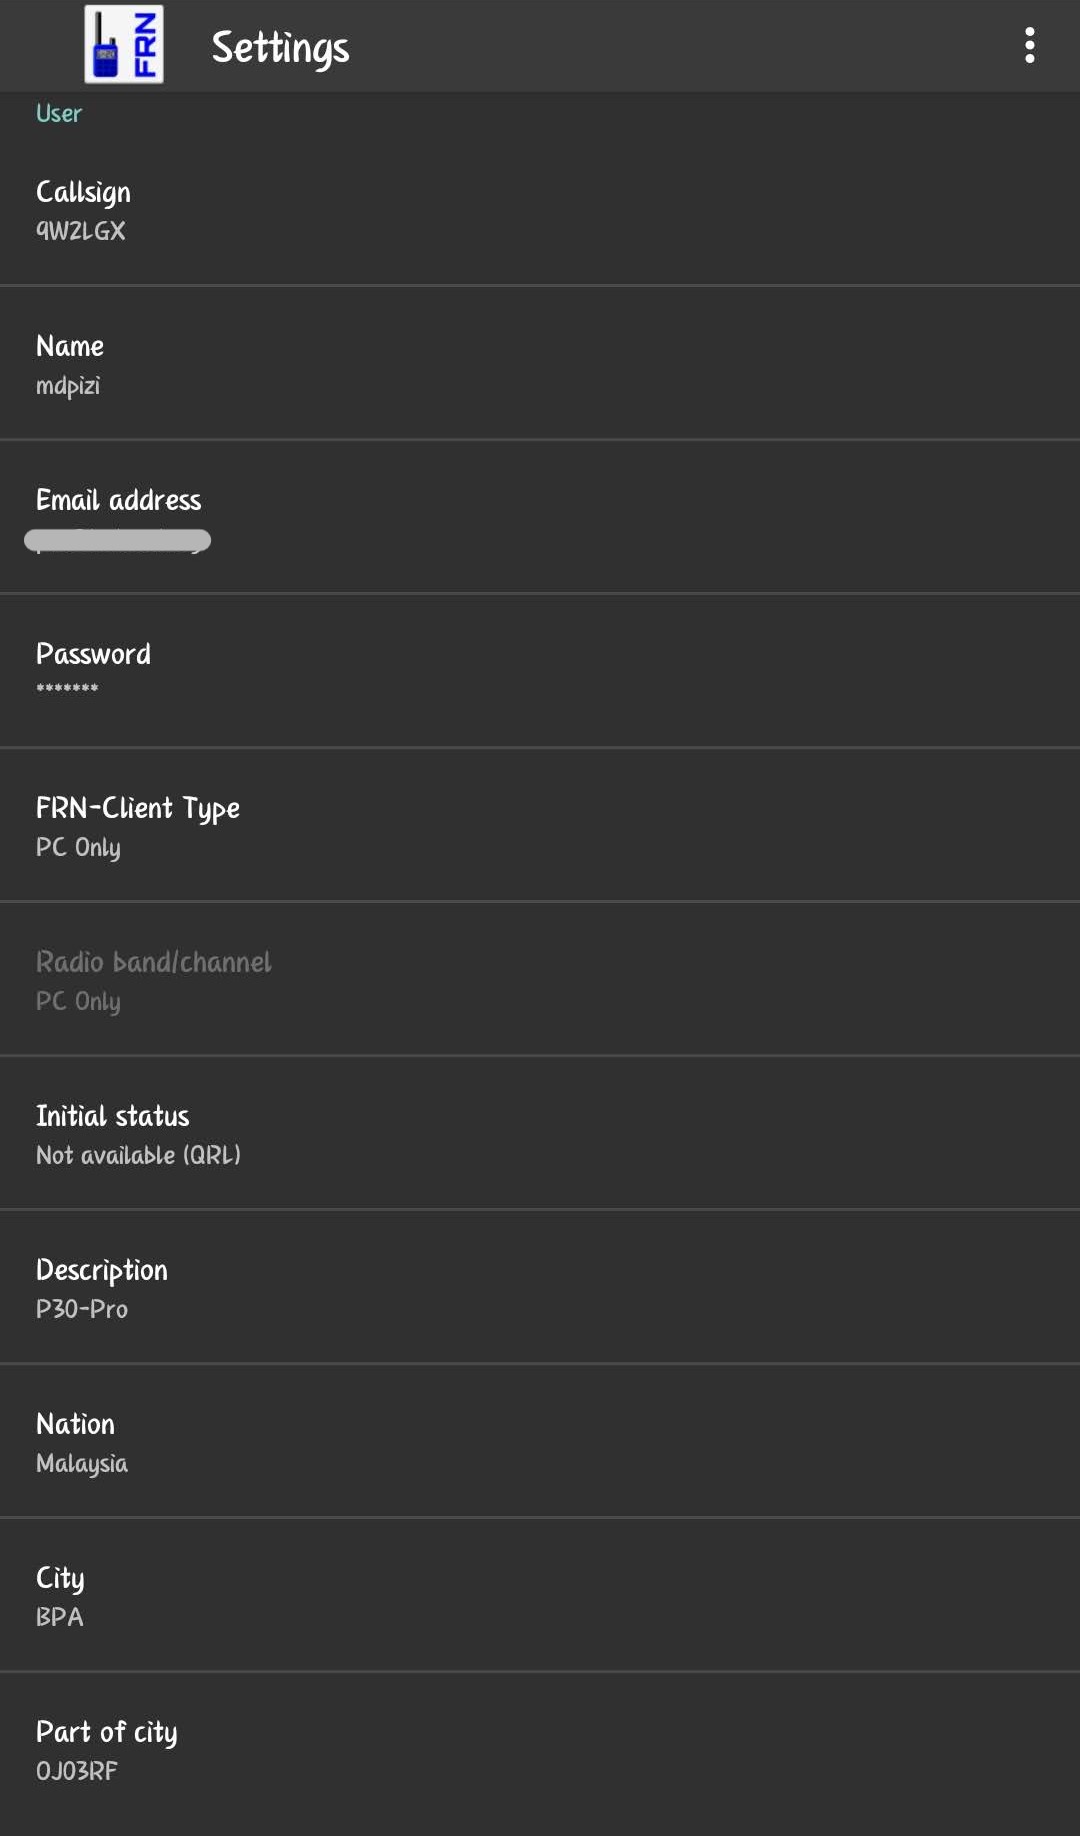 FRN
Settings
User
Callsign
9W2LGX
Name
mdpizi
Email address
Password
*******
FRN-Client Type
PC Only
Radio band/channel
PC Only
Initial status
Not available (QRL)
Description
P30-Pro
Nation
Malaysia
City
BPA
Part of city
OJ03RF